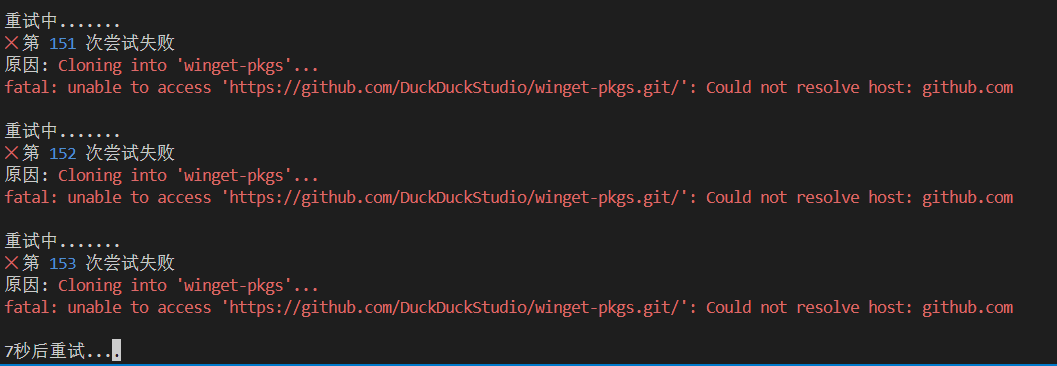 重试中.......
✕第 151 次尝试失败
原因: Cloning into 'winget-pkgs'...
fatal: unable to access 'https://github.com/DuckDuckStudio/winget-pkgs.git/': Could not resolve host: github.com
重试中.......
✕第 152 次尝试失败
原因: Cloning into 'winget-pkgs'...
fatal: unable to access 'https://github.com/DuckDuckStudio/winget-pkgs.git/': Could not resolve host: github.com
重试中.......
✕第 153 次尝试失败
原因: Cloning into 'winget-pkgs'...
fatal: unable to access 'https://github.com/DuckDuckStudio/winget-pkgs.git/': Could not resolve host: github.com
7秒后重试....